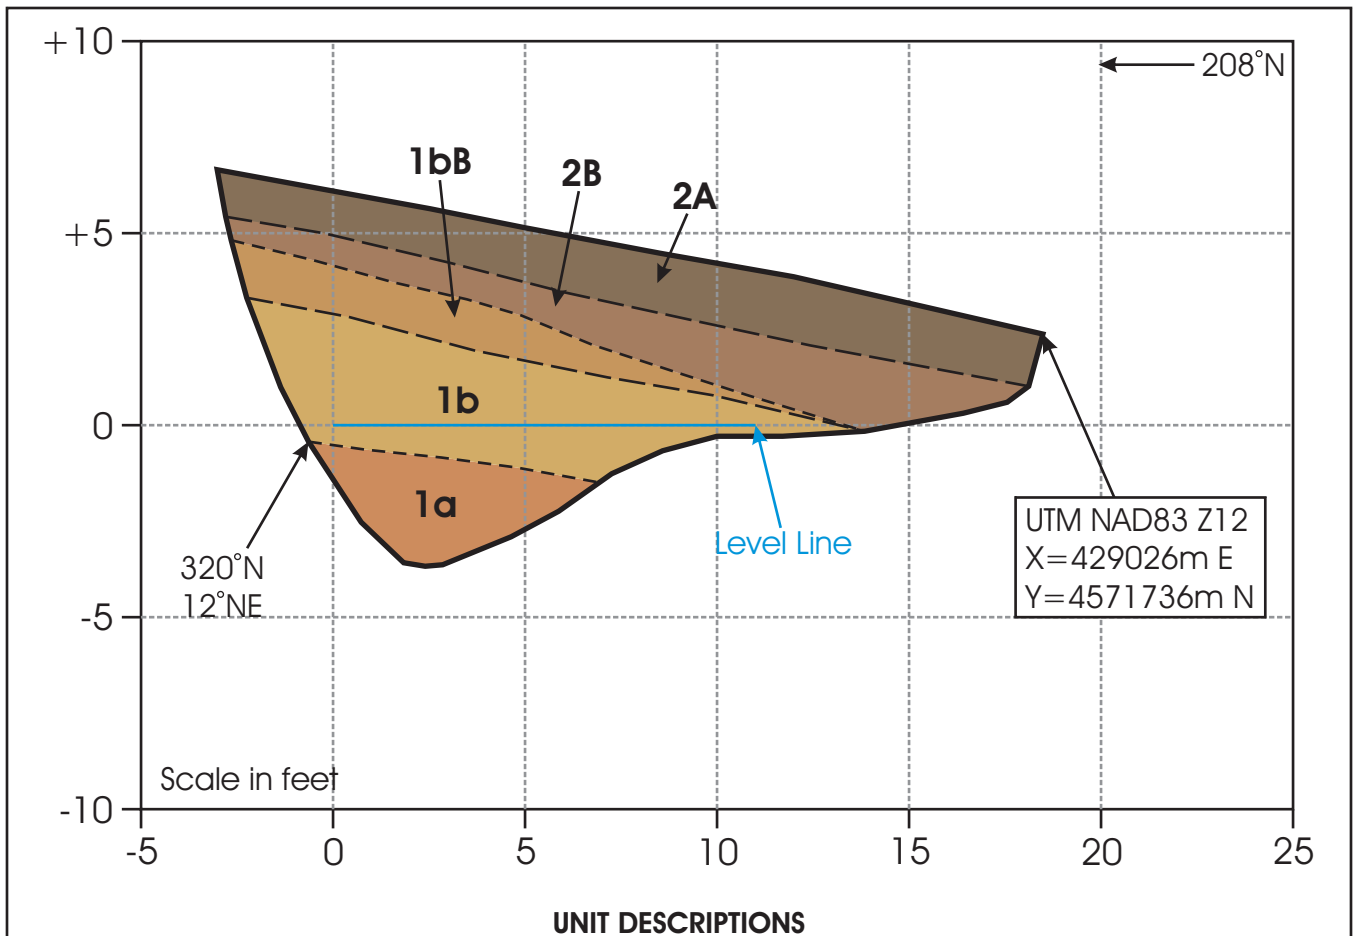 +10
208°N
1bB
2B
2A
+5
1b
0
1a
Level Line
UTM NAD83 Z12
X=429026m E
Y=4571736m N
320°N
12°NE
-5
Scale in feet
-10
-5 0 5 10 15 20 25
UNIT DESCRIPTIONS